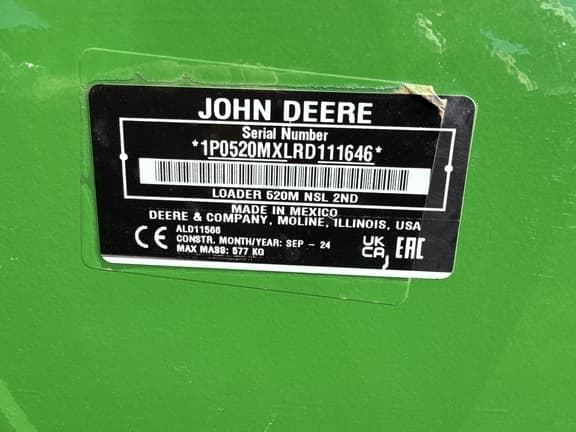 JOHN DEERE
Serial Number
*1P0520MXLRD111646*
LOADER 520M NSL 2ND
MADE IN MEXICO
DEERE & COMPANY, MOLINE, ILLINOIS, USA
ALD11566
CONSTR. MONTH/YEAR: SEP - 24
MAX MASS: 577 KG
CE
UK
CA
EAC